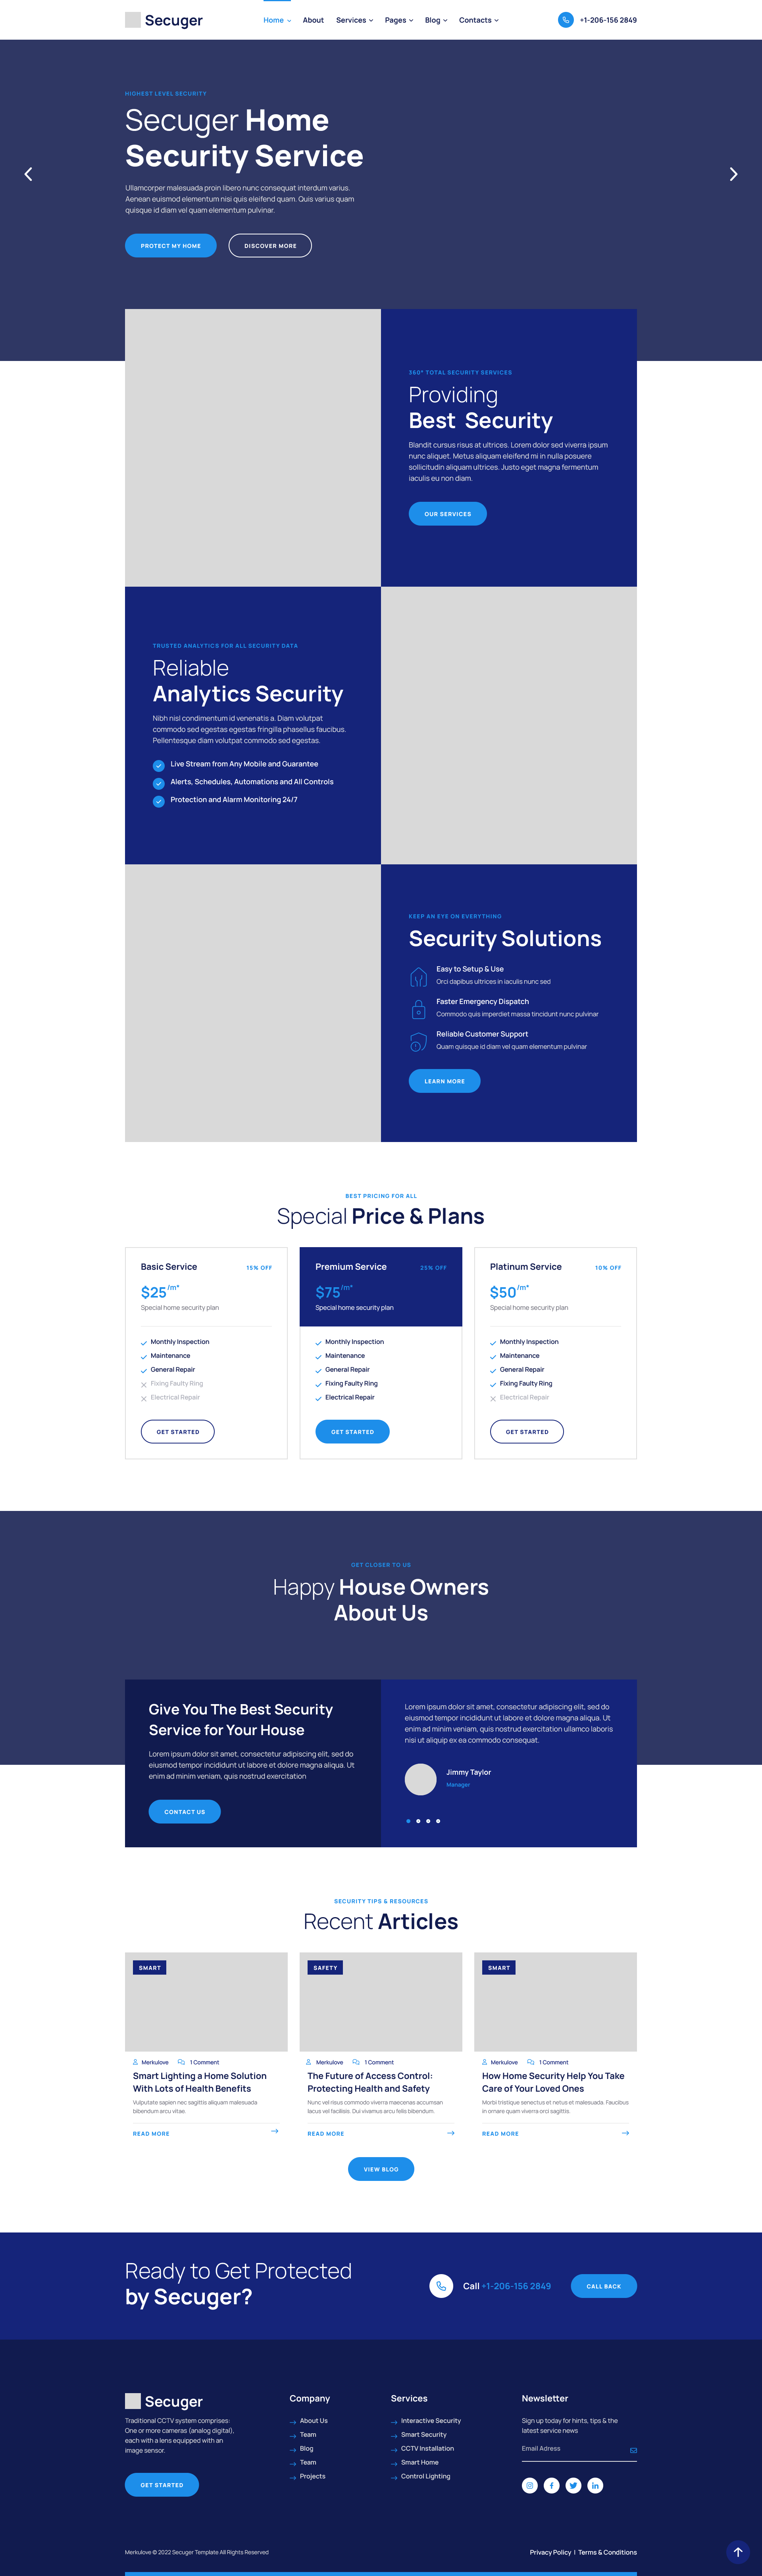 Secuger
Home
About
Services
Pages
Blog
Contacts
+1-206-156 2849
HIGHEST LEVEL SECURITY
Secuger Home
Security Service
Ullamcorper malesuada proin libero nunc consequat interdum varius.
Aenean euismod elementum nisi quis eleifend quam. Quis varius quam
quisque id diam vel quam elementum pulvinar.
PROTECT MY HOME
DISCOVER MORE
360° TOTAL SECURITY SERVICES
Providing
Best Security
Blandit cursus risus at ultrices. Lorem dolor sed viverra ipsum
nunc aliquet. Metus aliquam eleifend mi in nulla posuere
sollicitudin aliquam ultrices. Justo eget magna fermentum
iaculis eu non diam.
OUR SERVICES
TRUSTED ANALYTICS FOR ALL SECURITY DATA
Reliable
Analytics Security
Nibh nisl condimentum id venenatis a. Diam volutpat
commodo sed egestas egestas fringilla phasellus faucibus.
Pellentesque diam volutpat commodo sed egestas.
Live Stream from Any Mobile and Guarantee
Alerts, Schedules, Automations and All Controls
Protection and Alarm Monitoring 24/7
KEEP AN EYE ON EVERYTHING
Security Solutions
Easy to Setup & Use
Orci dapibus ultrices in iaculis nunc sed
Faster Emergency Dispatch
Commodo quis imperdiet massa tincidunt nunc pulvinar
Reliable Customer Support
Quam quisque id diam vel quam elementum pulvinar
LEARN MORE
BEST PRICING FOR ALL
Special Price & Plans
Basic Service
15% OFF
$25/m*
Special home security plan
Monthly Inspection
Maintenance
General Repair
Fixing Faulty Ring
Electrical Repair
GET STARTED
Premium Service
25% OFF
$75/m*
Special home security plan
Monthly Inspection
Maintenance
General Repair
Fixing Faulty Ring
Electrical Repair
GET STARTED
Platinum Service
10% OFF
$50/m*
Special home security plan
Monthly Inspection
Maintenance
General Repair
Fixing Faulty Ring
Electrical Repair
GET STARTED
GET CLOSER TO US
Happy House Owners
About Us
Give You The Best Security
Service for Your House
Lorem ipsum dolor sit amet, consectetur adipiscing elit, sed do
eiusmod tempor incididunt ut labore et dolore magna aliqua. Ut
enim ad minim veniam, quis nostrud exercitation
CONTACT US
Lorem ipsum dolor sit amet, consectetur adipiscing elit, sed do
eiusmod tempor incididunt ut labore et dolore magna aliqua. Ut
enim ad minim veniam, quis nostrud exercitation ullamco laboris
nisi ut aliquip ex ea commodo consequat.
Jimmy Taylor
Manager
SECURITY TIPS & RESOURCES
Recent Articles
SMART
Merkulove
1 Comment
Smart Lighting a Home Solution
With Lots of Health Benefits
Vulputate sapien nec sagittis aliquam malesuada
bibendum arcu vitae.
READ MORE
SAFETY
Merkulove
1 Comment
The Future of Access Control:
Protecting Health and Safety
Nunc vel risus commodo viverra maecenas accumsan
lacus vel facilisis. Dui vivamus arcu felis bibendum.
READ MORE
SMART
Merkulove
1 Comment
How Home Security Help You Take
Care of Your Loved Ones
Morbi tristique senectus et netus et malesuada. Faucibus
in ornare quam viverra orci sagittis.
READ MORE
VIEW BLOG
Ready to Get Protected
by Secuger?
Call +1-206-156 2849
CALL BACK
Secuger
Traditional CCTV system comprises:
One or more cameras (analog digital),
each with a lens equipped with an
image sensor.
GET STARTED
Company
About Us
Team
Blog
Team
Projects
Services
Interactive Security
Smart Security
CCTV Installation
Smart Home
Control Lighting
Newsletter
Sign up today for hints, tips & the
latest service news
Email Adress
Merkulove © 2022 Secuger Template All Rights Reserved
Privacy Policy | Terms & Conditions